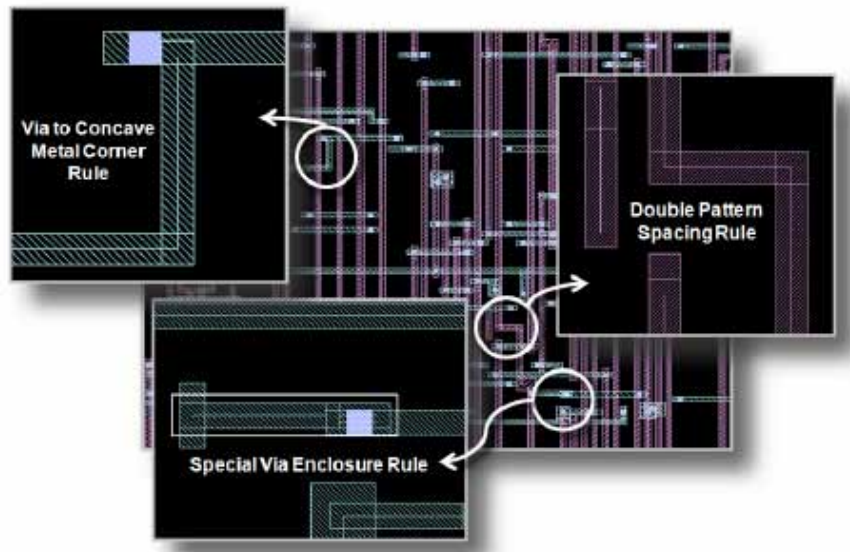 Via to Concave
Metal Corner
Rule
Double Pattern
Spacing Rule
Special Via Enclosure Rule